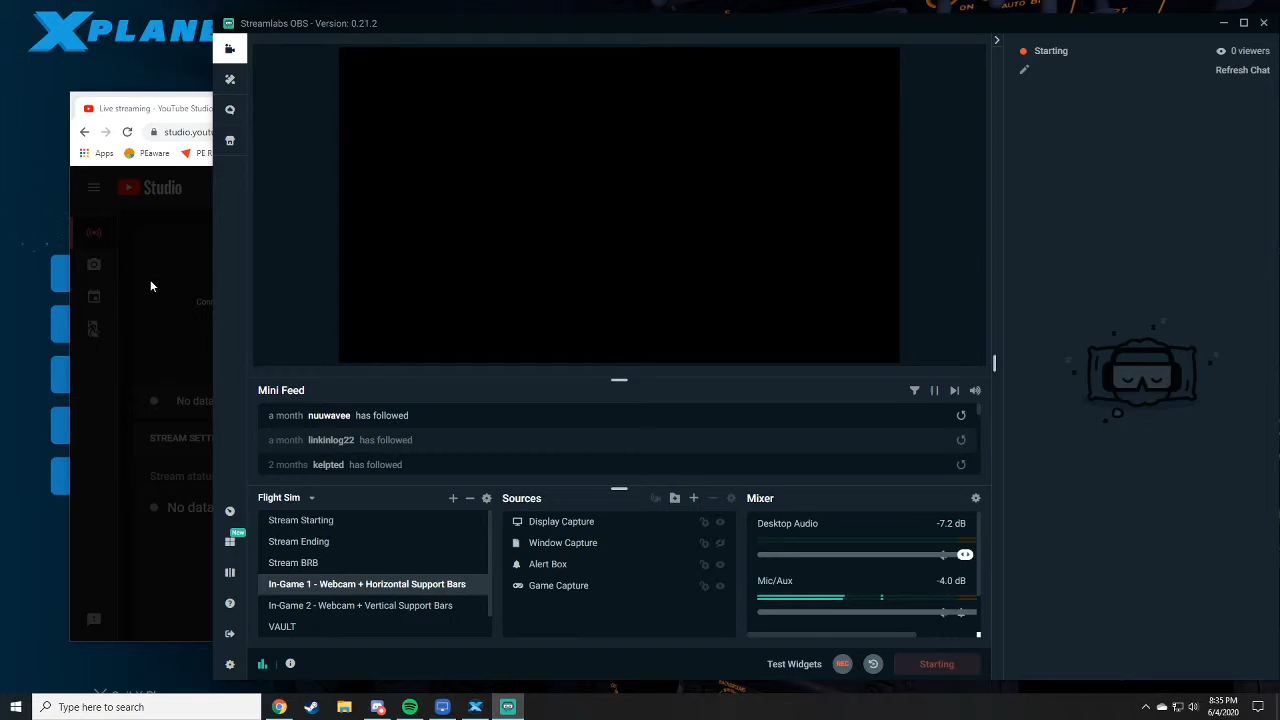 XPLANE
Streamlabs OBS - Version: 0.21.2
Live streaming - YouTube Studio
studio.youtu
Apps
PEaware
PE R
Studio
Conn
No data
STREAM SETT
Stream status
No data
Starting
0 viewers
Refresh Chat
Mini Feed
a month nuuwavee has followed
a month linkinlog22 has followed
2 months kelpted has followed
New
Flight Sim
Stream Starting
Stream Ending
Stream BRB
In-Game 1 - Webcam + Horizontal Support Bars
In-Game 2 - Webcam + Vertical Support Bars
VAULT
Sources
Display Capture
Window Capture
Alert Box
Game Capture
Mixer
Desktop Audio
-7.2 dB
Mic/Aux
-4.0 dB
Test Widgets
REC
Starting
Type here to search
8:35 PM
6/4/2020